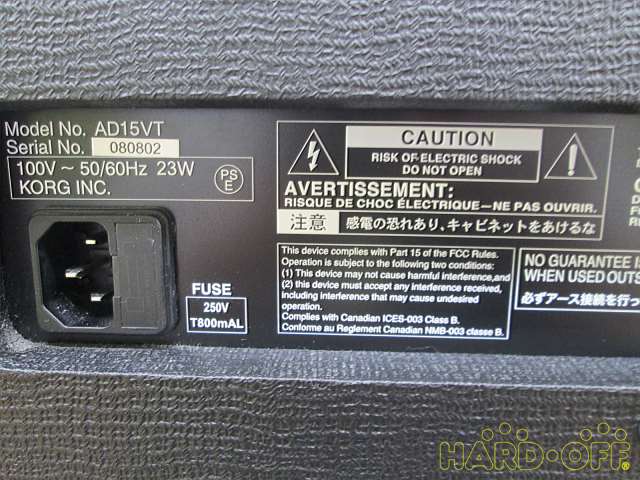 Model No. AD15VT
Serial No. 080802
100V ~ 50/60Hz 23W
KORG INC.
PS
E
FUSE
250V
T800mAL
CAUTION
RISK OF ELECTRIC SHOCK
DO NOT OPEN
AVERTISSEMENT:
RISQUE DE CHOC ÉLECTRIQUE—NE PAS OUVRIR.
注意 感電の恐れあり、キャビネットをあけるな
This device complies with Part 15 of the FCC Rules.
Operation is subject to the following two conditions:
(1) This device may not cause harmful interference,and
(2) this device must accept any interference received,
including interference that may cause undesired
operation.
Complies with Canadian ICES-003 Class B.
Conforme au Reglement Canadien NMB-003 classe B.
NO GUARANTEE
WHEN USED OUTS
必ずアース接続を行っ
HARD-OFF